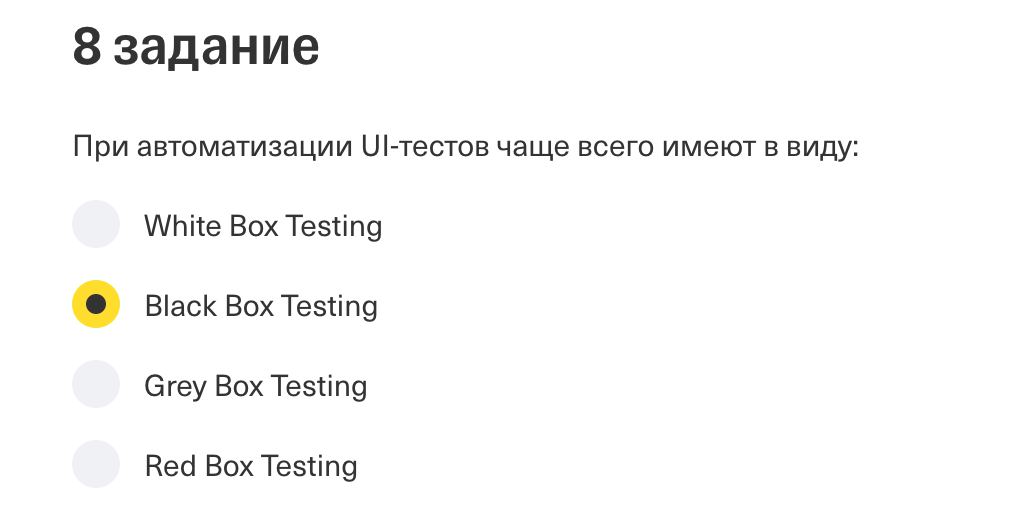 8 задание
При автоматизации UI-тестов чаще всего имеют в виду:
White Box Testing
Black Box Testing
Grey Box Testing
Red Box Testing